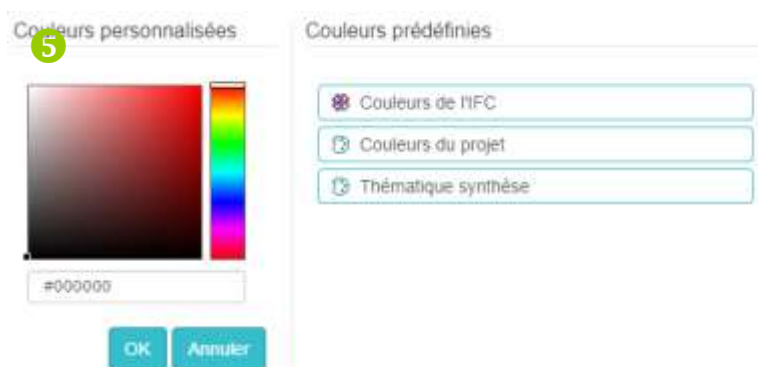 Couleurs personnalisées
5
#000000
OK Annuler
Couleurs prédéfinies
Couleurs de l'IFC
Couleurs du projet
Thématique synthèse